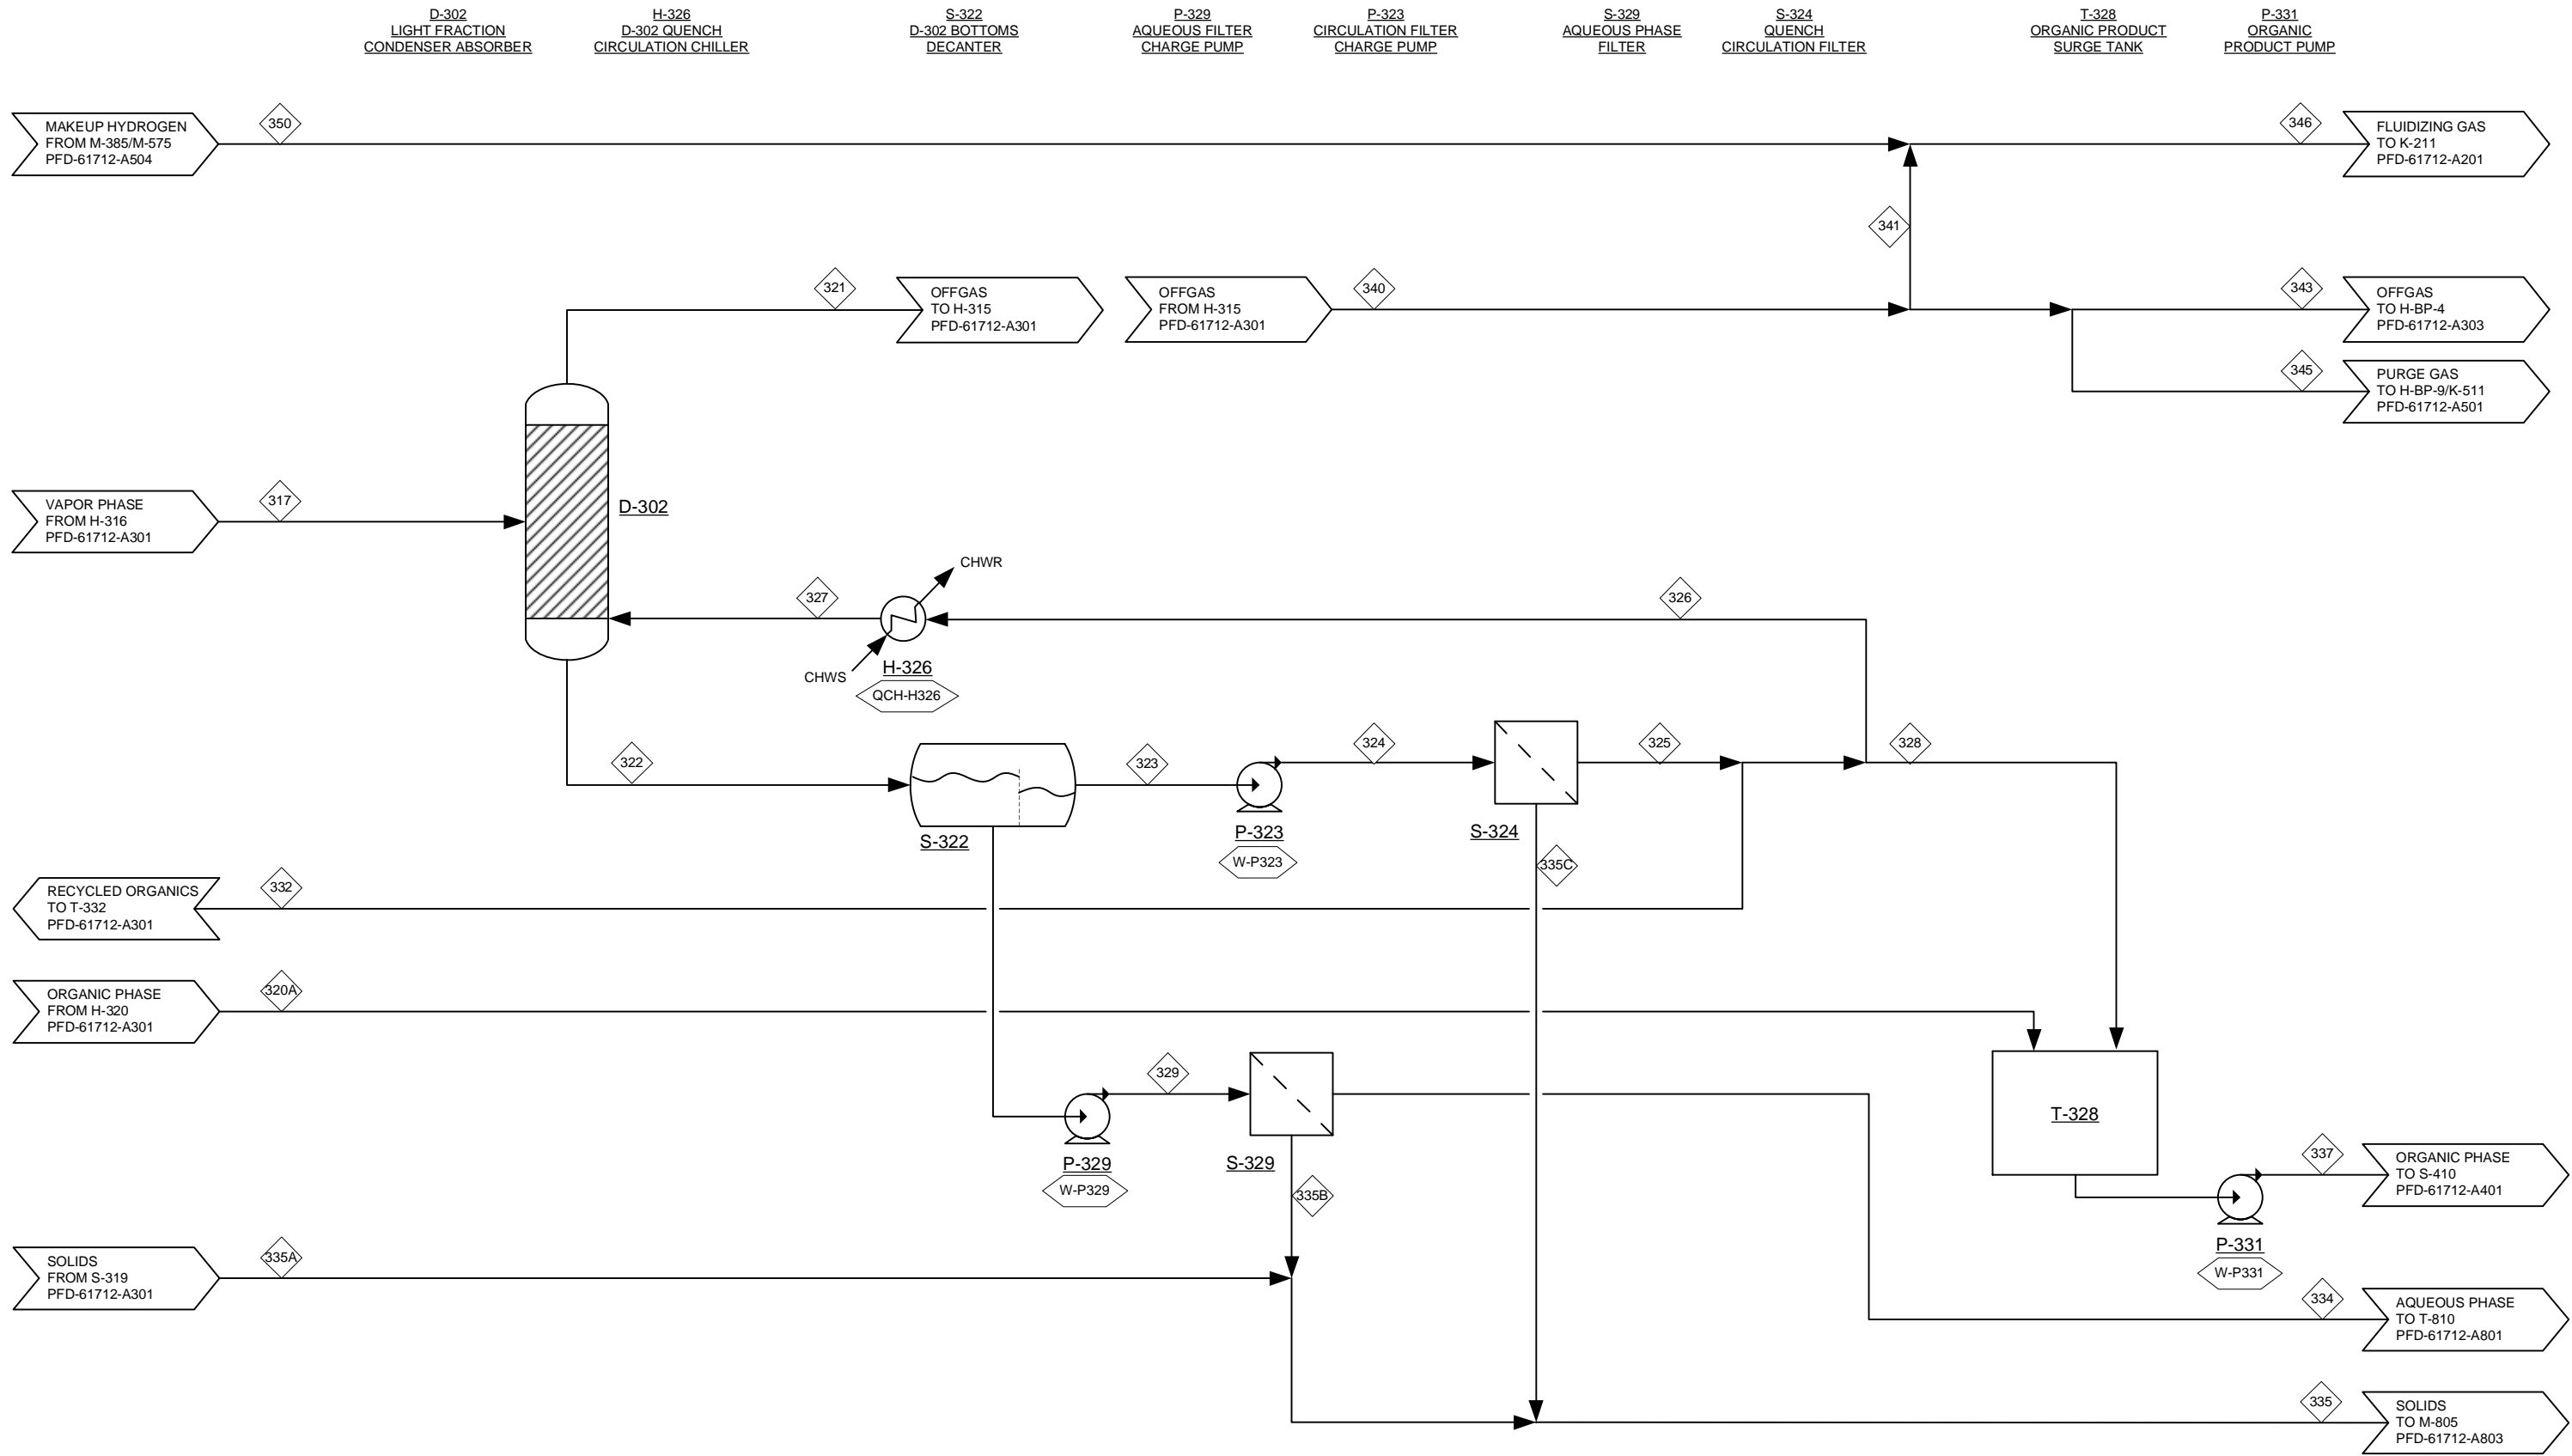 D-302
LIGHT FRACTION
CONDENSER ABSORBER
H-326
D-302 QUENCH
CIRCULATION CHILLER
S-322
D-302 BOTTOMS
DECANTER
P-329
AQUEOUS FILTER
CHARGE PUMP
P-323
CIRCULATION FILTER
CHARGE PUMP
S-329
AQUEOUS PHASE
FILTER
S-324
QUENCH
CIRCULATION FILTER
T-328
ORGANIC PRODUCT
SURGE TANK
P-331
ORGANIC
PRODUCT PUMP
MAKEUP HYDROGEN
FROM M-385/M-575
PFD-61712-A504
350
346
FLUIDIZING GAS
TO K-211
PFD-61712-A201
341
321
OFFGAS
TO H-315
PFD-61712-A301
OFFGAS
FROM H-315
PFD-61712-A301
340
343
OFFGAS
TO H-BP-4
PFD-61712-A303
345
PURGE GAS
TO H-BP-9/K-511
PFD-61712-A501
VAPOR PHASE
FROM H-316
PFD-61712-A301
317
D-302
CHWR
327
326
CHWS
H-326
QCH-H326
322
323
324
325
328
S-322
P-323
W-P323
S-324
335C
RECYCLED ORGANICS
TO T-332
PFD-61712-A301
332
ORGANIC PHASE
FROM H-320
PFD-61712-A301
320A
329
P-329
W-P329
S-329
335B
T-328
337
ORGANIC PHASE
TO S-410
PFD-61712-A401
P-331
W-P331
SOLIDS
FROM S-319
PFD-61712-A301
335A
334
AQUEOUS PHASE
TO T-810
PFD-61712-A801
335
SOLIDS
TO M-805
PFD-61712-A803